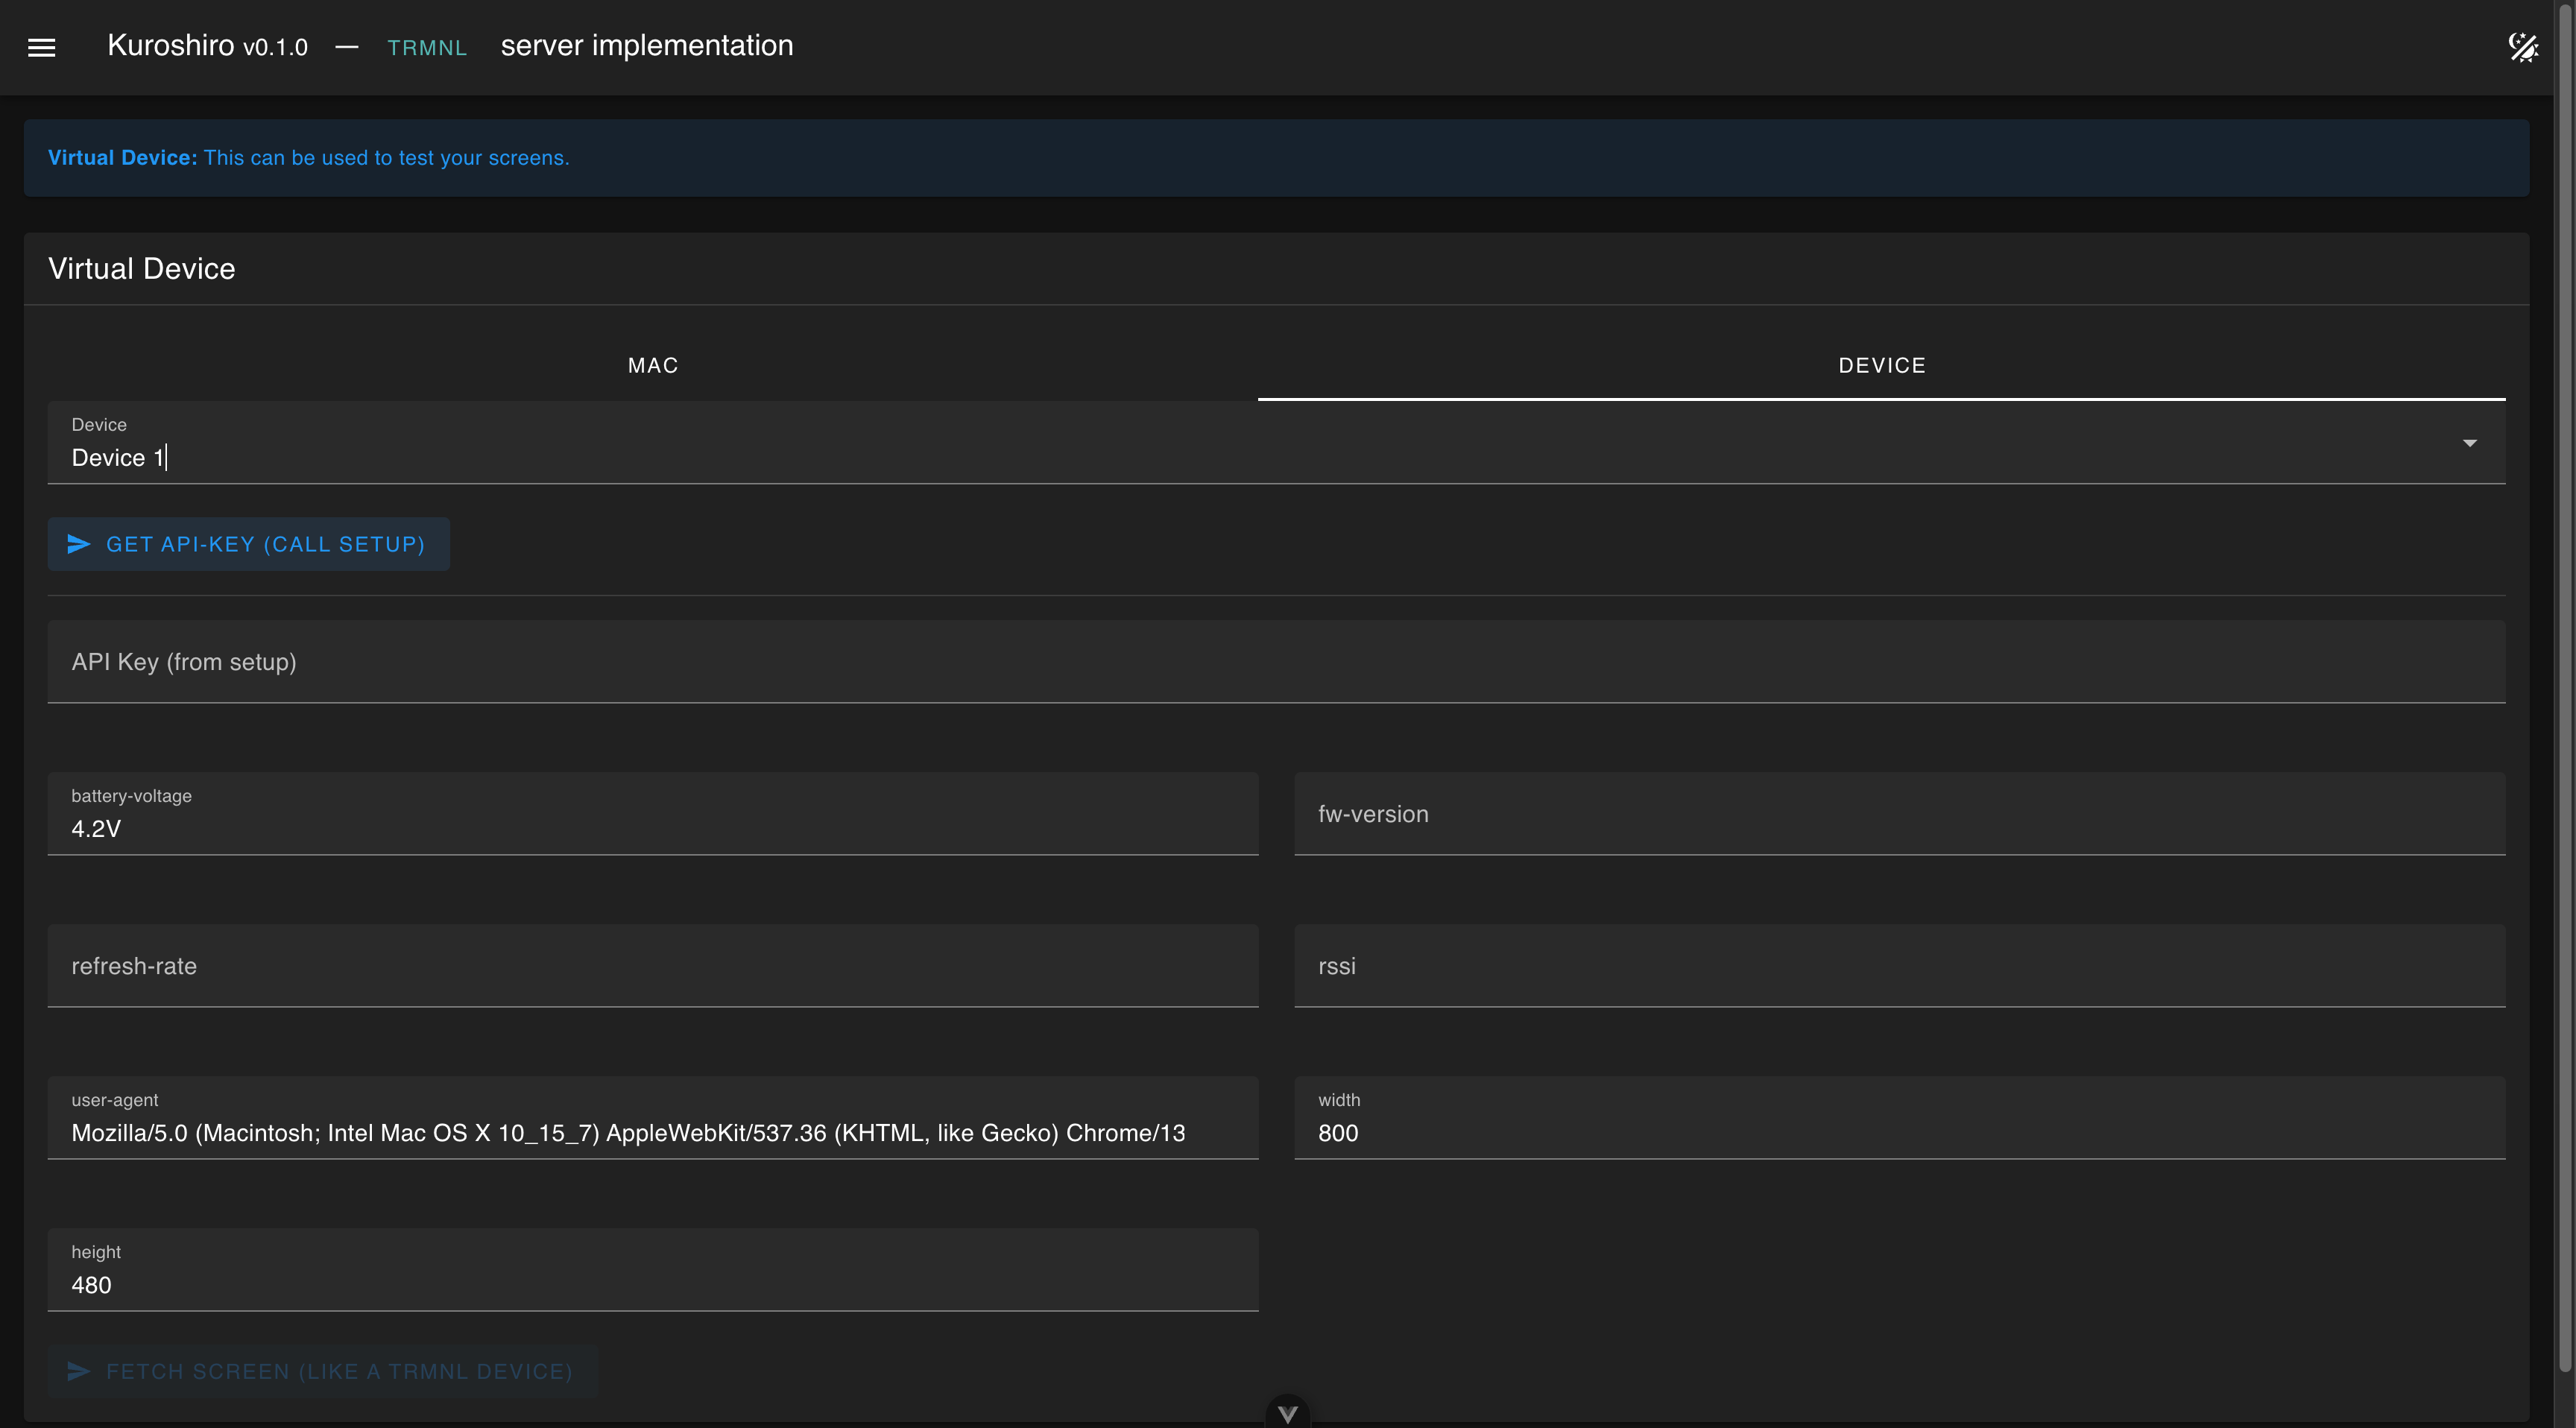 Kuroshiro v0.1.0 — TRMNL server implementation
Virtual Device: This can be used to test your screens.
Virtual Device
MAC DEVICE
Device
Device 1
GET API-KEY (CALL SETUP)
API Key (from setup)
battery-voltage
4.2V
fw-version
refresh-rate
rssi
user-agent
Mozilla/5.0 (Macintosh; Intel Mac OS X 10_15_7) AppleWebKit/537.36 (KHTML, like Gecko) Chrome/13
width
800
height
480
FETCH SCREEN (LIKE A TRMNL DEVICE)